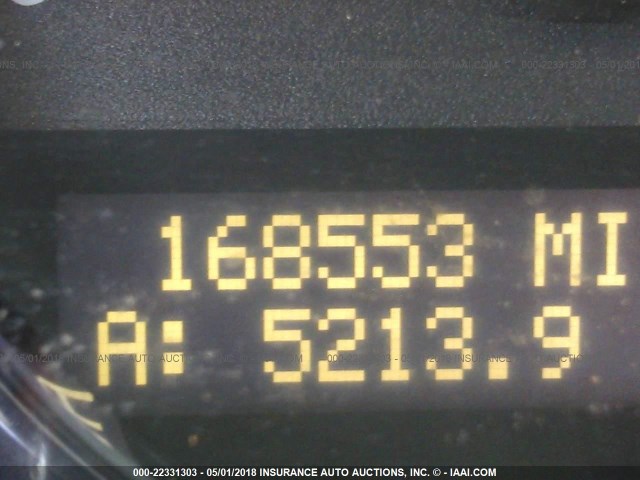 168553 MI
A: 5213.9
000-22331303 - 05/01/2018 INSURANCE AUTO AUCTIONS, INC. © - IAAI.COM